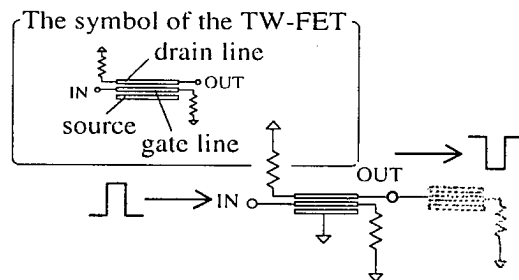 The symbol of the TW-FET
drain line
OUT
IN
source
gate line
OUT
IN